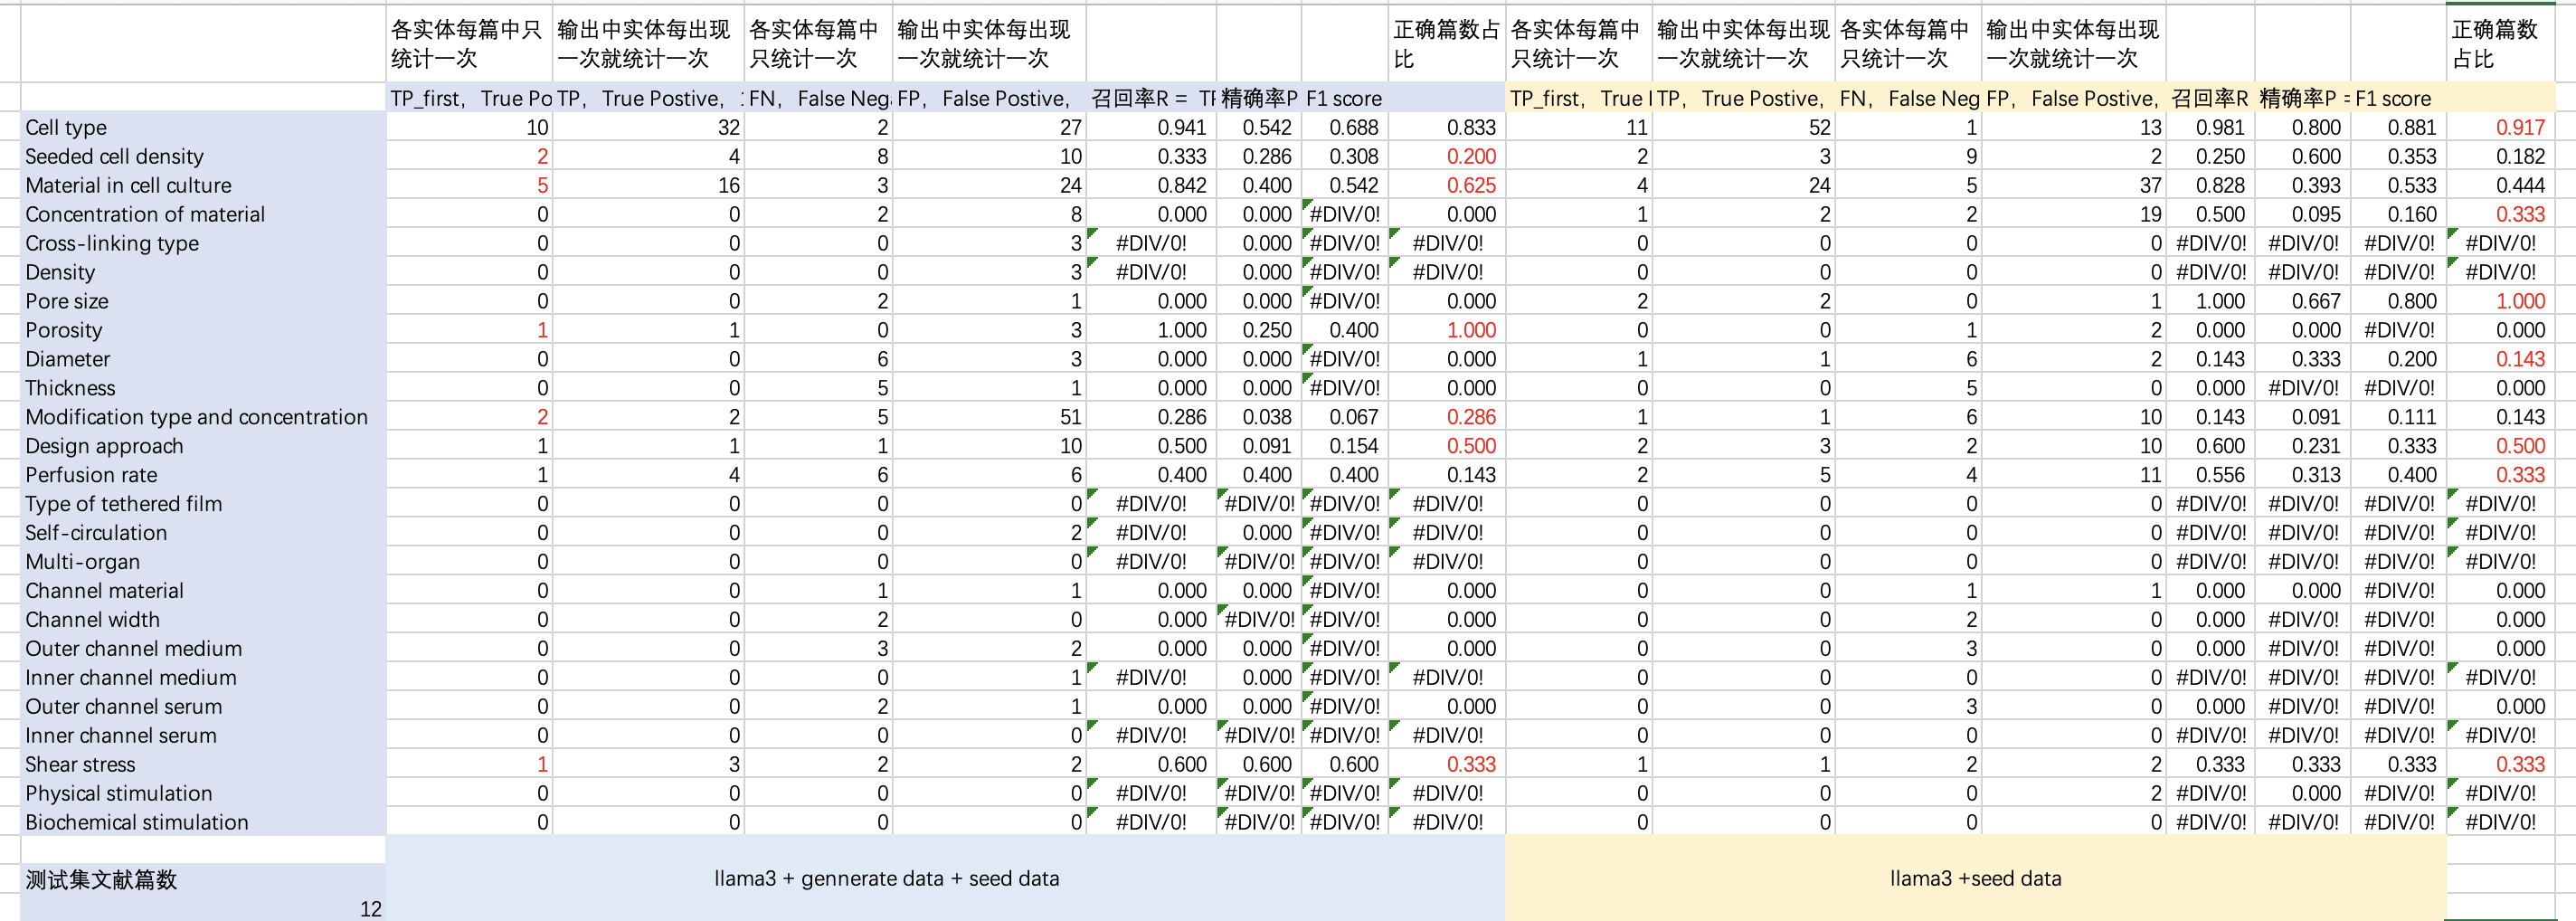 各实体每篇中只统计一次 输出中实体每出现一次就统计一次 各实体每篇中只统计一次 输出中实体每出现一次就统计一次 正确篇数占比 各实体每篇中只统计一次 输出中实体每出现一次就统计一次 各实体每篇中只统计一次 输出中实体每出现一次就统计一次 正确篇数占比
TP_first, True Po TP, True Postive, FN, False Neg FP, False Postive, 召回率R = TF 精确率P F1 score TP_first, True TP, True Postive, FN, False Neg FP, False Postive, 召回率R 精确率P = F1 score
Cell type 10 32 2 27 0.941 0.542 0.688 0.833 11 52 1 13 0.981 0.800 0.881 0.917
Seeded cell density 2 4 8 10 0.333 0.286 0.308 0.200 2 3 9 2 0.250 0.600 0.353 0.182
Material in cell culture 5 16 3 24 0.842 0.400 0.542 0.625 4 24 5 37 0.828 0.393 0.533 0.444
Concentration of material 0 0 2 8 0.000 0.000 #DIV/0! 0.000 1 2 2 19 0.500 0.095 0.160 0.333
Cross-linking type 0 0 0 3 #DIV/0! 0.000 #DIV/0! #DIV/0! 0 0 0 0 #DIV/0! #DIV/0! #DIV/0! #DIV/0!
Density 0 0 0 3 #DIV/0! 0.000 #DIV/0! #DIV/0! 0 0 0 0 #DIV/0! #DIV/0! #DIV/0! #DIV/0!
Pore size 0 0 2 1 0.000 0.000 #DIV/0! 0.000 2 2 0 1 1.000 0.667 0.800 1.000
Porosity 1 1 0 3 1.000 0.250 0.400 1.000 0 0 1 2 0.000 0.000 #DIV/0! 0.000
Diameter 0 0 6 3 0.000 0.000 #DIV/0! 0.000 1 1 6 2 0.143 0.333 0.200 0.143
Thickness 0 0 5 1 0.000 0.000 #DIV/0! 0.000 0 0 5 0 0.000 #DIV/0! #DIV/0! 0.000
Modification type and concentration 2 2 5 51 0.286 0.038 0.067 0.286 1 1 6 10 0.143 0.091 0.111 0.143
Design approach 1 1 1 10 0.500 0.091 0.154 0.500 2 3 2 10 0.600 0.231 0.333 0.500
Perfusion rate 1 4 6 6 0.400 0.400 0.400 0.143 2 5 4 11 0.556 0.313 0.400 0.333
Type of tethered film 0 0 0 0 #DIV/0! #DIV/0! #DIV/0! #DIV/0! 0 0 0 0 #DIV/0! #DIV/0! #DIV/0! #DIV/0!
Self-circulation 0 0 0 2 #DIV/0! 0.000 #DIV/0! #DIV/0! 0 0 0 0 #DIV/0! #DIV/0! #DIV/0! #DIV/0!
Multi-organ 0 0 0 0 #DIV/0! #DIV/0! #DIV/0! #DIV/0! 0 0 0 0 #DIV/0! #DIV/0! #DIV/0! #DIV/0!
Channel material 0 0 1 1 0.000 0.000 #DIV/0! 0.000 0 0 1 1 0.000 0.000 #DIV/0! 0.000
Channel width 0 0 2 0 0.000 #DIV/0! #DIV/0! 0.000 0 0 2 0 0.000 #DIV/0! #DIV/0! 0.000
Outer channel medium 0 0 3 2 0.000 0.000 #DIV/0! 0.000 0 0 3 0 0.000 #DIV/0! #DIV/0! 0.000
Inner channel medium 0 0 0 1 #DIV/0! 0.000 #DIV/0! #DIV/0! 0 0 0 0 #DIV/0! #DIV/0! #DIV/0! #DIV/0!
Outer channel serum 0 0 2 1 0.000 0.000 #DIV/0! 0.000 0 0 3 0 0.000 #DIV/0! #DIV/0! 0.000
Inner channel serum 0 0 0 0 #DIV/0! #DIV/0! #DIV/0! #DIV/0! 0 0 0 0 #DIV/0! #DIV/0! #DIV/0! #DIV/0!
Shear stress 1 3 2 2 0.600 0.600 0.600 0.333 1 1 2 2 0.333 0.333 0.333 0.333
Physical stimulation 0 0 0 0 #DIV/0! #DIV/0! #DIV/0! #DIV/0! 0 0 0 2 #DIV/0! 0.000 #DIV/0! #DIV/0!
Biochemical stimulation 0 0 0 0 #DIV/0! #DIV/0! #DIV/0! #DIV/0! 0 0 0 0 #DIV/0! #DIV/0! #DIV/0! #DIV/0!
测试集文献篇数 llama3 + gennerate data + seed data llama3 +seed data
12